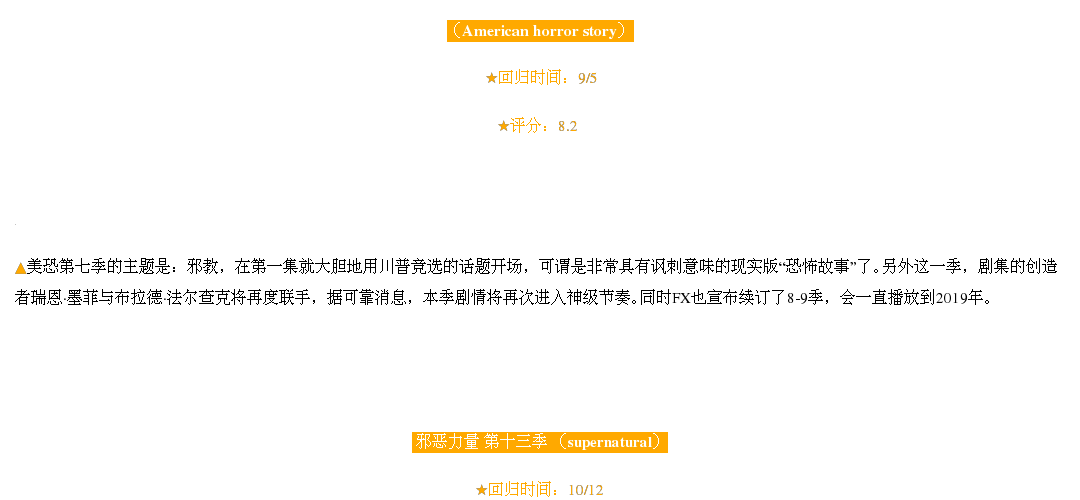 （American horror story）
★回归时间：9/5
★评分：8.2
▲美恐第七季的主题是：邪教，在第一集就大胆地用川普竞选的话题开场，可谓是非常具有讽刺意味的现实版“恐怖故事”了。另外这一季，剧集的创造
者瑞恩·墨菲与布拉德·法尔查克将再度联手，据可靠消息，本季剧情将再次进入神级节奏。同时FX也宣布续订了8-9季，会一直播放到2019年。
邪恶力量 第十三季 （supernatural）
★回归时间：10/12